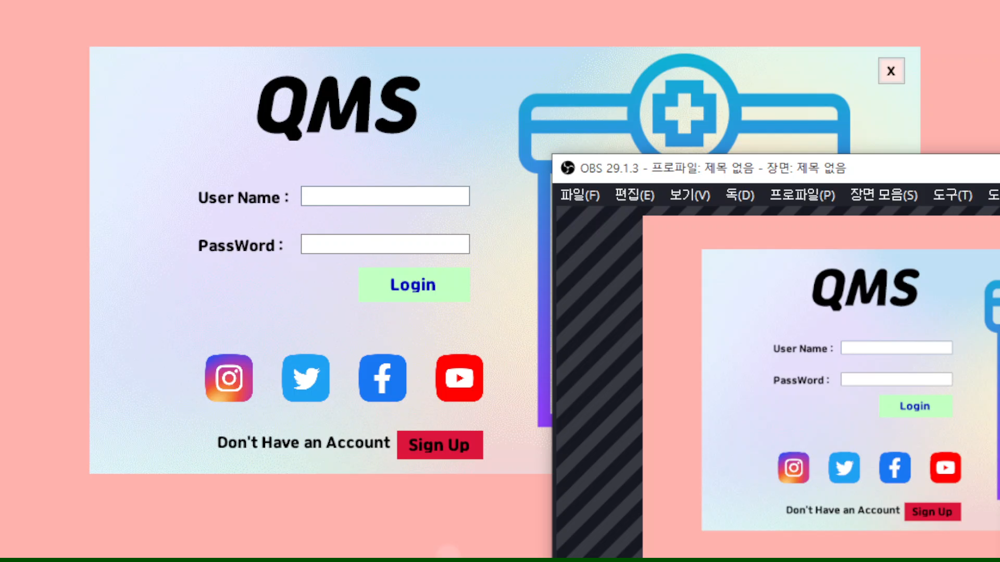 QMS
X
User Name :
PassWord :
Login
Don't Have an Account
Sign Up
OBS 29.1.3 - 프로파일: 제목 없음 - 장면: 제목 없음
파일(F) 편집(E) 보기(V) 독(D) 프로파일(P) 장면 모음(S) 도구(T) 도
QMS
User Name :
PassWord :
Login
Don't Have an Account
Sign Up